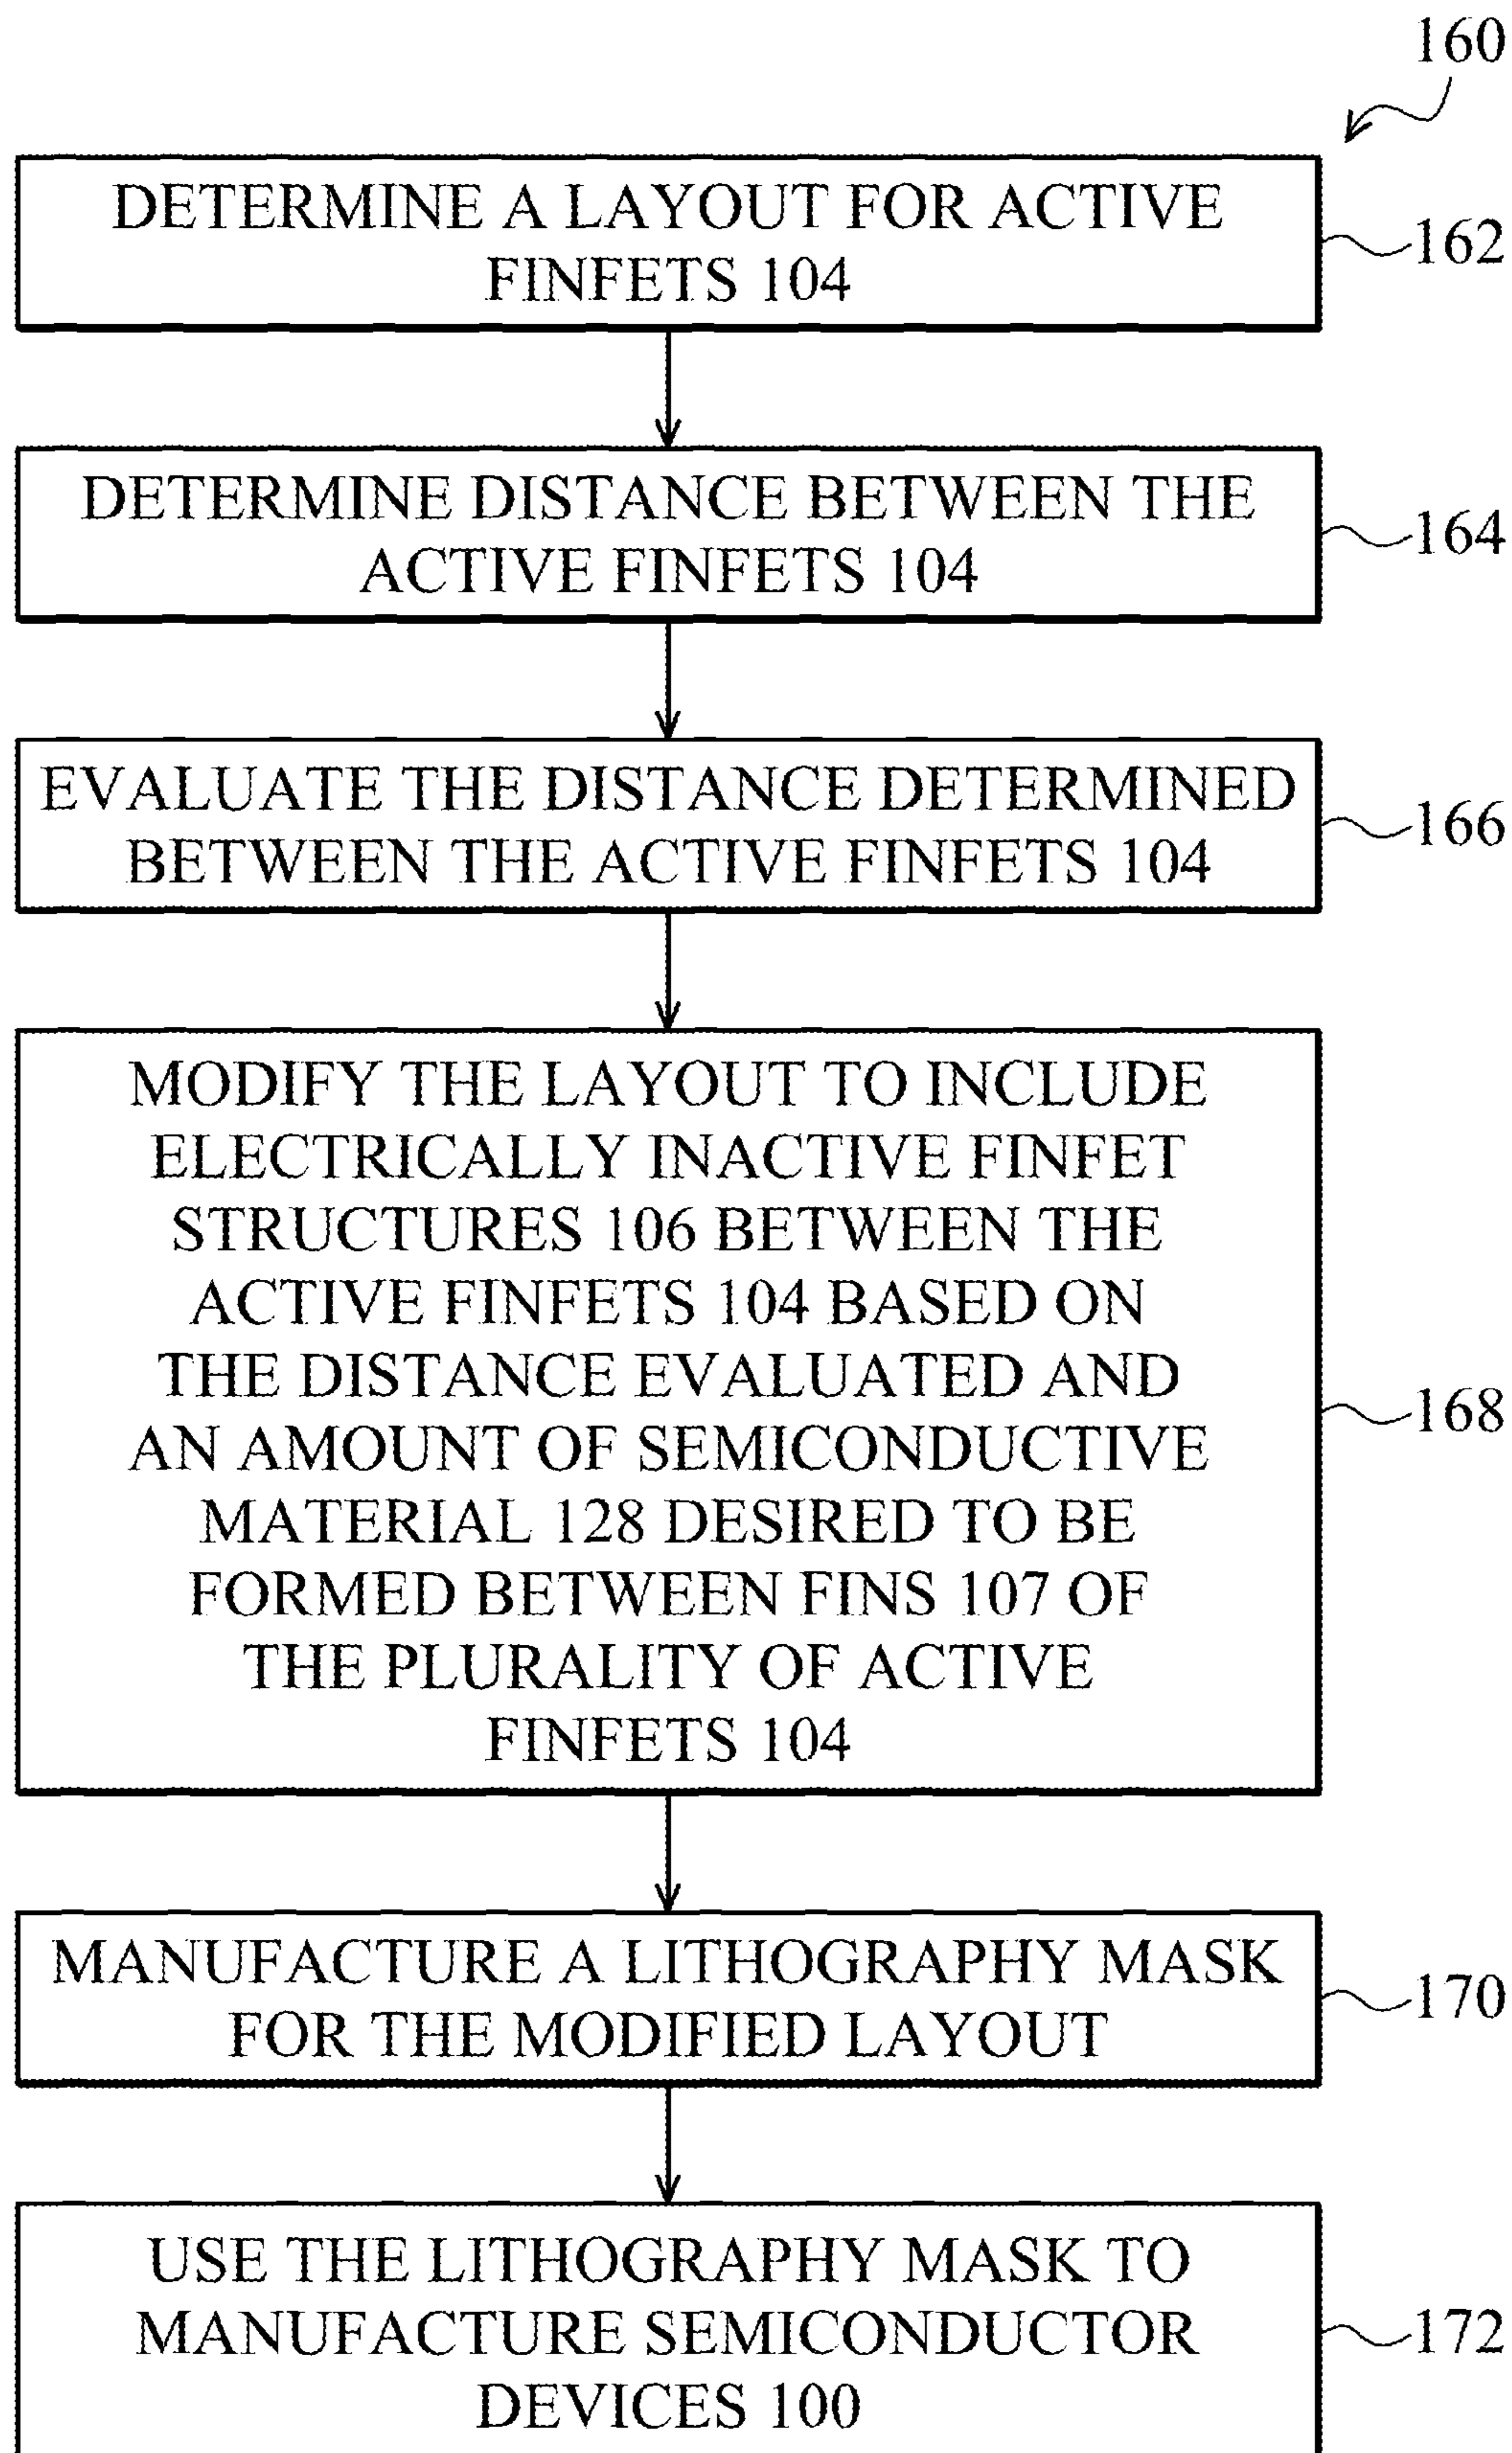 160
DETERMINE A LAYOUT FOR ACTIVE
FINFETS 104
162
DETERMINE DISTANCE BETWEEN THE
ACTIVE FINFETS 104
164
EVALUATE THE DISTANCE DETERMINED
BETWEEN THE ACTIVE FINFETS 104
166
MODIFY THE LAYOUT TO INCLUDE
ELECTRICALLY INACTIVE FINFET
STRUCTURES 106 BETWEEN THE
ACTIVE FINFETS 104 BASED ON
THE DISTANCE EVALUATED AND
AN AMOUNT OF SEMICONDUCTIVE
MATERIAL 128 DESIRED TO BE
FORMED BETWEEN FINS 107 OF
THE PLURALITY OF ACTIVE
FINFETS 104
168
MANUFACTURE A LITHOGRAPHY MASK
FOR THE MODIFIED LAYOUT
170
USE THE LITHOGRAPHY MASK TO
MANUFACTURE SEMICONDUCTOR
DEVICES 100
172